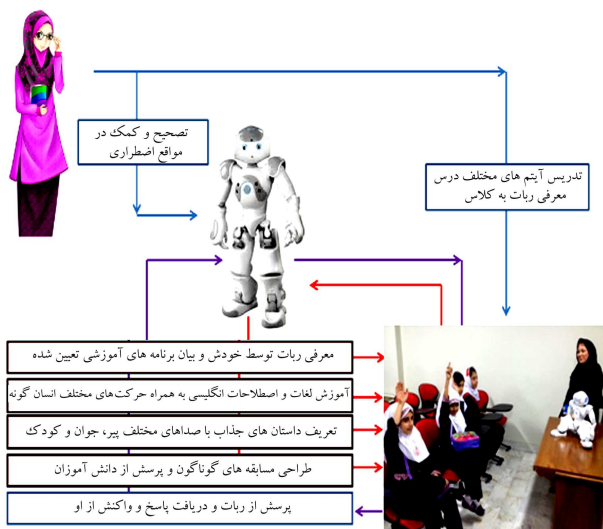 تصحیح و کمک در
مواقع اضطراری
تدریس آیتم های مختلف درس
معرفی ربات به کلاس
معرفی ربات توسط خودش و بیان برنامه های آموزشی تعیین شده
آموزش لغات و اصطلاحات انگلیسی به همراه حرکت‌های مختلف انسان گونه
تعریف داستان های جذاب با صداهای مختلف پیر، جوان و کودک
طراحی مسابقه های گوناگون و پرسش از دانش آموزان
پرسش از ربات و دریافت پاسخ و واکنش از او